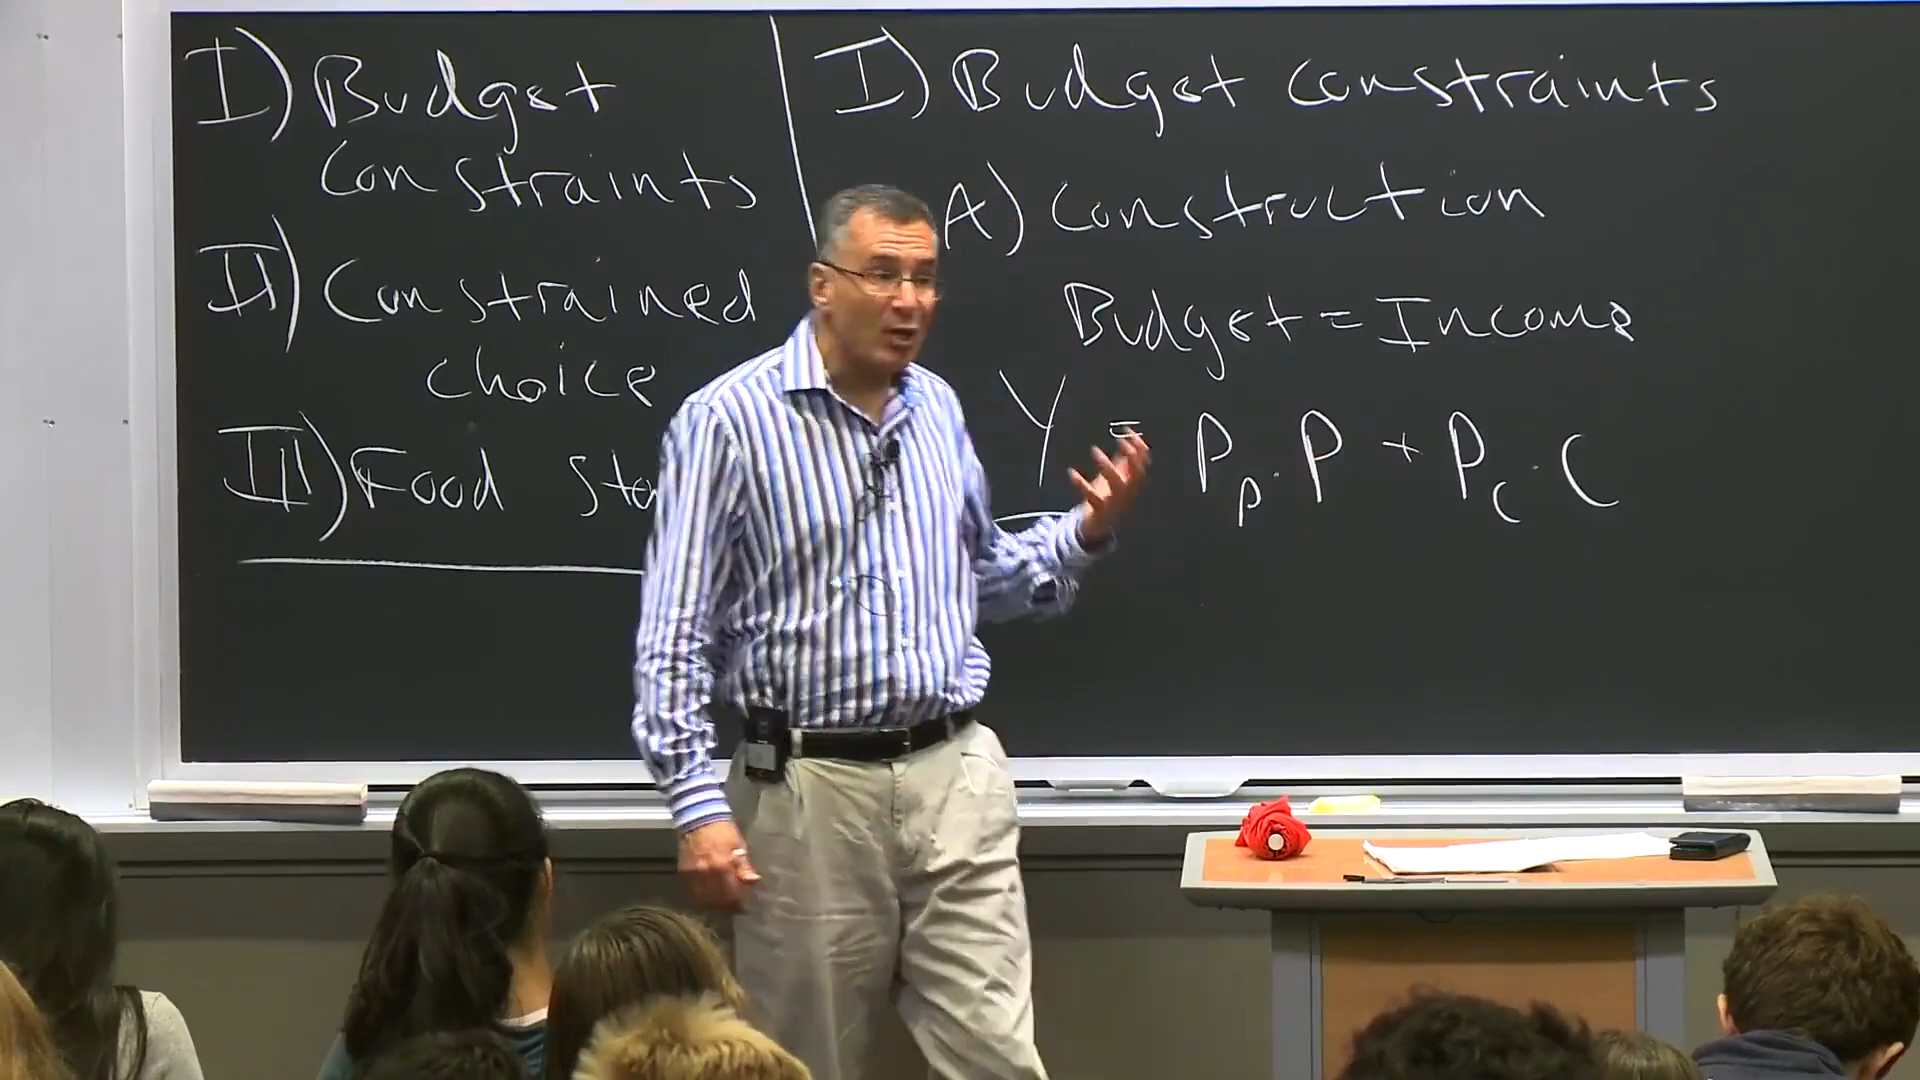 I) Budget
constraints
II) Constrained
choice
III) Food
I) Budget constraints
A) Construction
Budget = Income
Y = Pp · P + Pc · C